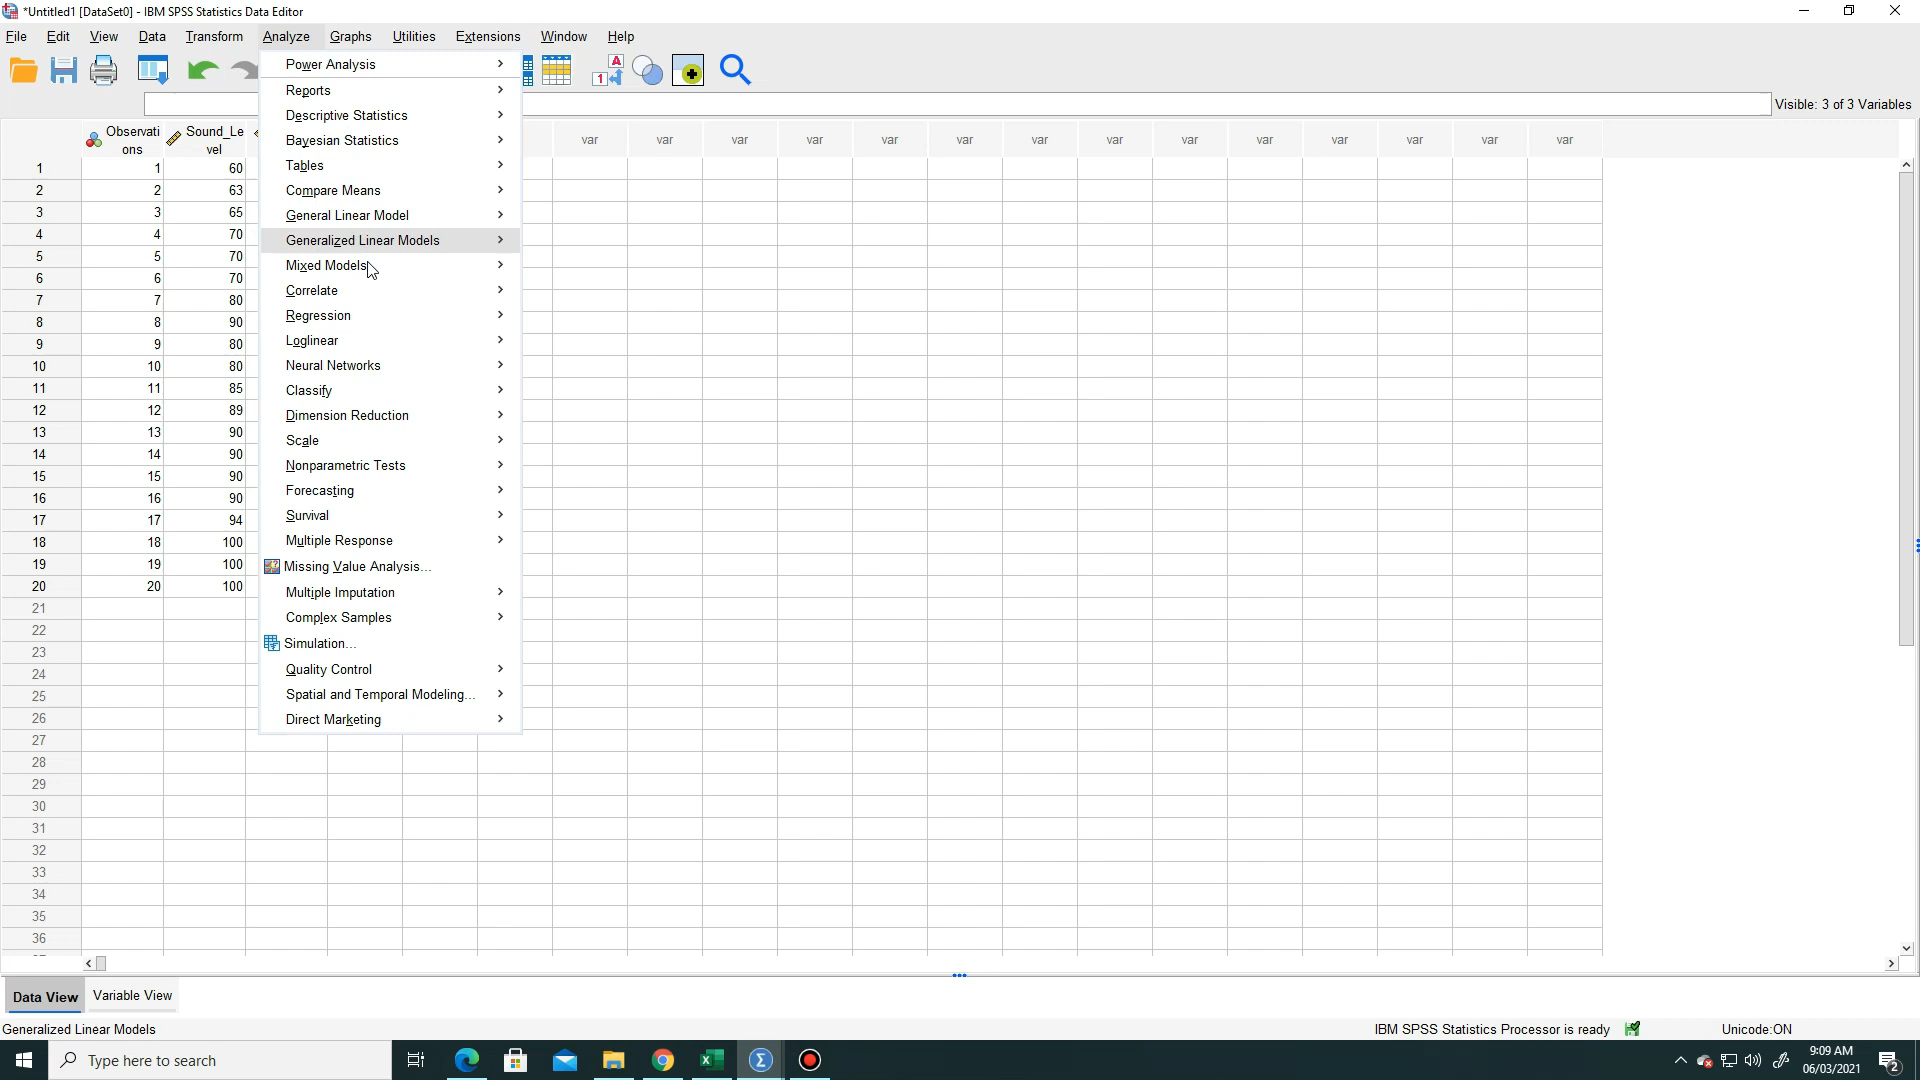 *Untitled1 [DataSet0] - IBM SPSS Statistics Data Editor
File Edit View Data Transform Analyze Graphs Utilities Extensions Window Help
Visible: 3 of 3 Variables
Power Analysis
Reports
Descriptive Statistics
Bayesian Statistics
Tables
Compare Means
General Linear Model
Generalized Linear Models
Mixed Models
Correlate
Regression
Loglinear
Neural Networks
Classify
Dimension Reduction
Scale
Nonparametric Tests
Forecasting
Survival
Multiple Response
Missing Value Analysis...
Multiple Imputation
Complex Samples
Simulation...
Quality Control
Spatial and Temporal Modeling...
Direct Marketing
Observati
ons
Sound_Le
vel
var var var var var var var var var var var var var var
1 1 60
2 2 63
3 3 65
4 4 70
5 5 70
6 6 70
7 7 80
8 8 90
9 9 80
10 10 80
11 11 85
12 12 89
13 13 90
14 14 90
15 15 90
16 16 90
17 17 94
18 18 100
19 19 100
20 20 100
21
22
23
24
25
26
27
28
29
30
31
32
33
34
35
36
Data View Variable View
Generalized Linear Models
IBM SPSS Statistics Processor is ready
Unicode:ON
Type here to search
9:09 AM
06/03/2021
2